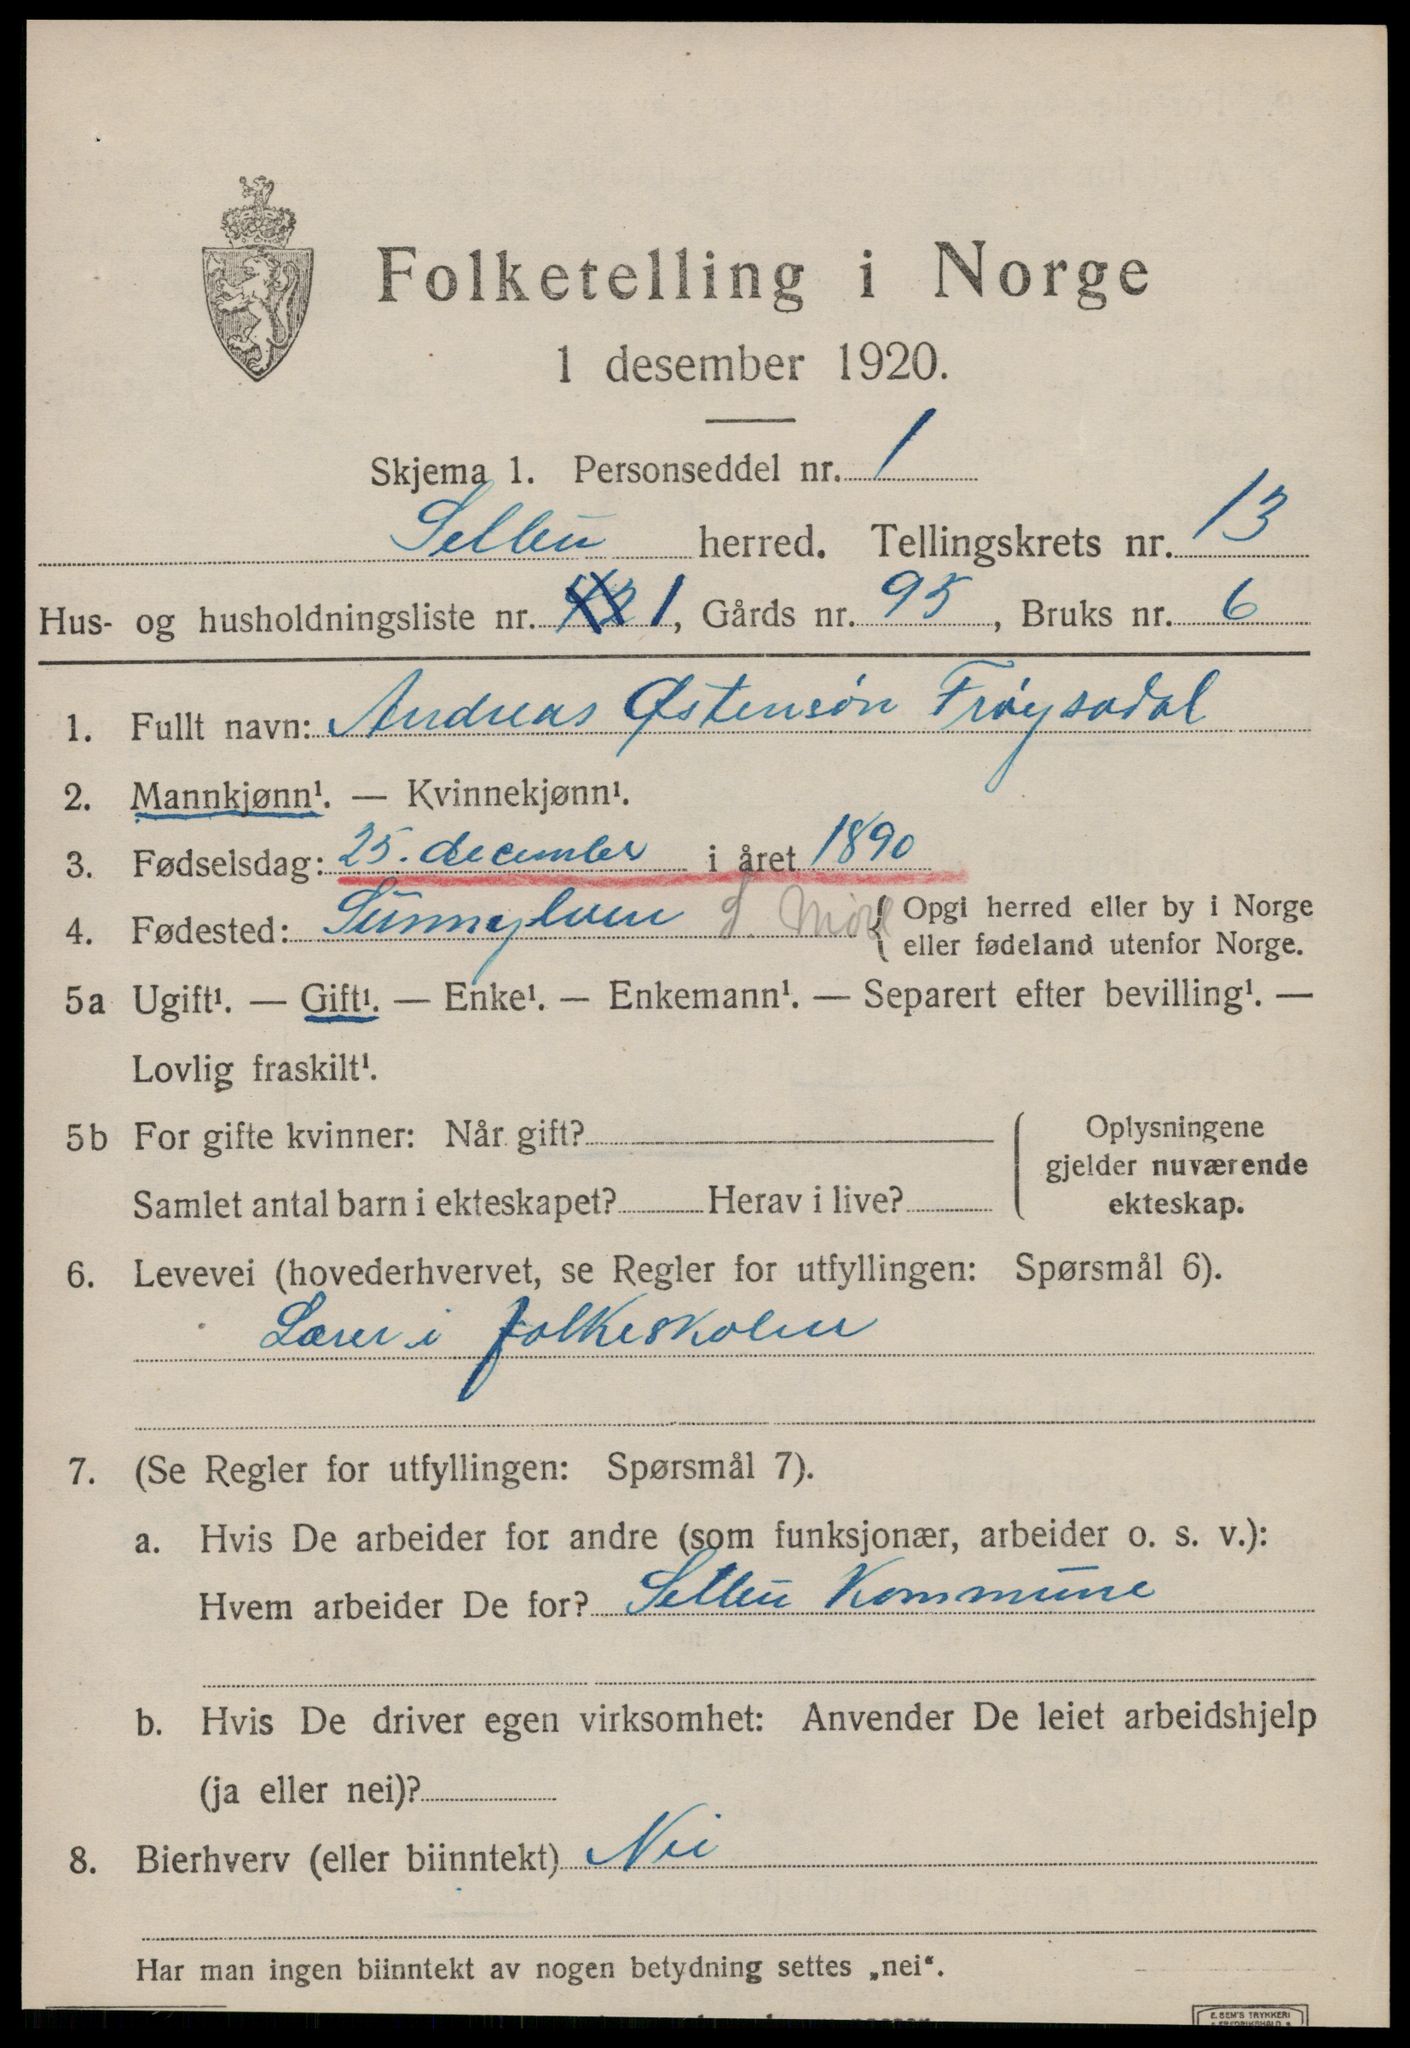 Folketelling i Norge
1 desember 1920.
Skjema 1. Personseddel nr. 1
Selbu herred. Tellingskrets nr. 13
Hus- og husholdningsliste nr. 1, Gårds nr. 95, Bruks nr. 6
1. Fullt navn: Andreas Østensøn Frøysadal
2. Mannkjønn¹. — Kvinnekjønn¹.
3. Fødselsdag: 25. december i året 1890
4. Fødested: Sunnylven S. Møre { Opgi herred eller by i Norge
eller fødeland utenfor Norge.
5a Ugift¹. — Gift¹. — Enke¹. — Enkemann¹. — Separert efter bevilling¹. —
Lovlig fraskilt¹.
5b For gifte kvinner: Når gift?
Samlet antal barn i ekteskapet? Herav i live?
Oplysningene
gjelder nuværende
ekteskap.
6. Levevei (hovederhvervet, se Regler for utfyllingen: Spørsmål 6).
Lærer i folkeskolen
7. (Se Regler for utfyllingen: Spørsmål 7).
a. Hvis De arbeider for andre (som funksjonær, arbeider o. s. v.):
Hvem arbeider De for? Selbu Kommune
b. Hvis De driver egen virksomhet: Anvender De leiet arbeidshjelp
(ja eller nei)?
8. Bierhverv (eller biinntekt) Nei
Har man ingen biinntekt av nogen betydning settes „nei“.
E. SEM'S TRYKKERI
FREDRIKSHALD